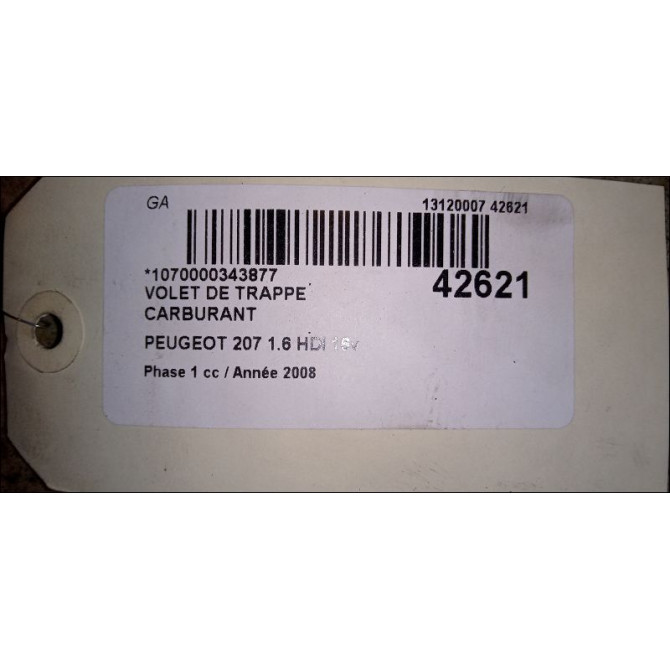 GA
13120007 42621
*1070000343877
42621
VOLET DE TRAPPE
CARBURANT
PEUGEOT 207 1.6 HDI 16v
Phase 1 cc / Année 2008